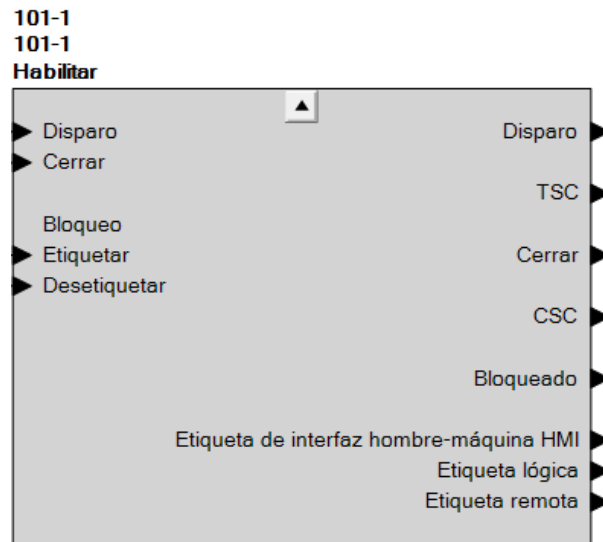 101-1
101-1
Habilitar
Disparo
Disparo
Cerrar
TSC
Bloqueo
Etiquetar
Cerrar
Desetiquetar
CSC
Bloqueado
Etiqueta de interfaz hombre-máquina HMI
Etiqueta lógica
Etiqueta remota